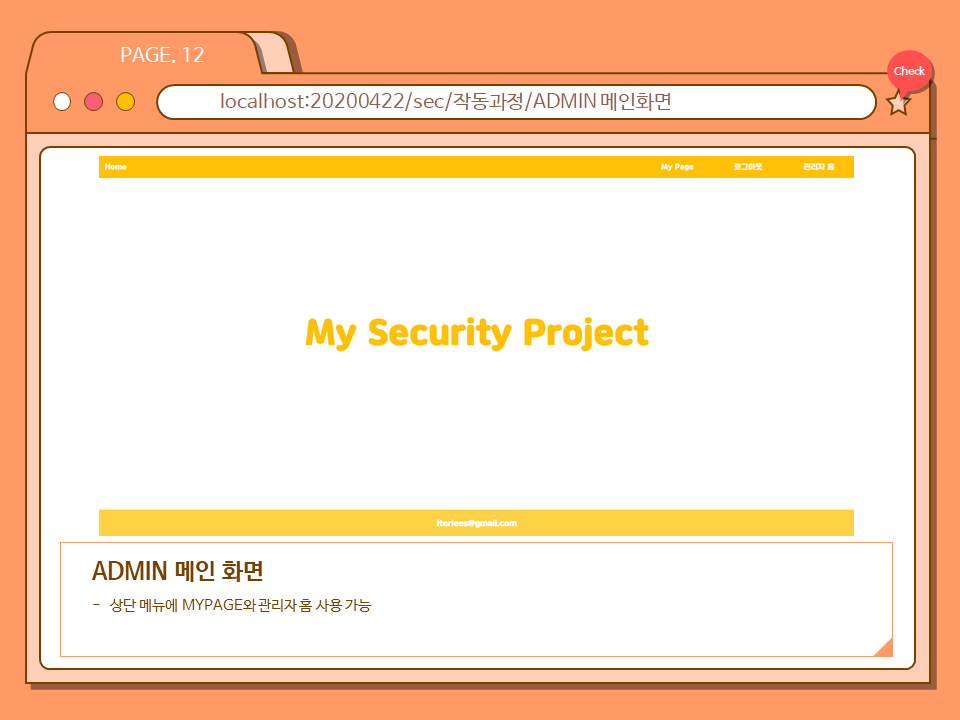 PAGE. 12
Check
localhost:20200422/sec/작동과정/ADMIN 메인화면
Home My Page 로그아웃 관리자 홈
My Security Project
iterlees@gmail.com
ADMIN 메인 화면
- 상단 메뉴에 MYPAGE와 관리자 홈 사용 가능